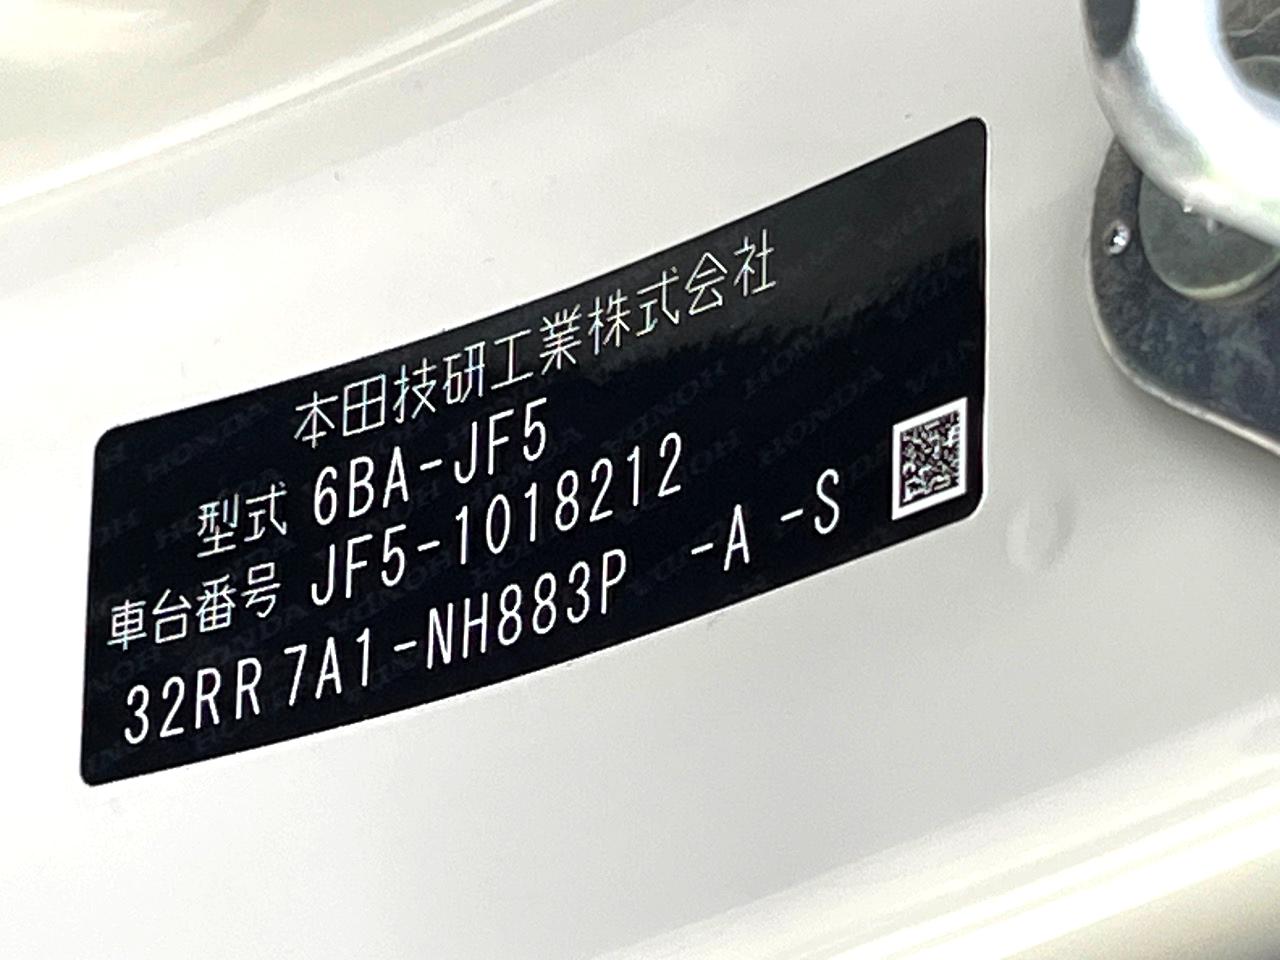 本田技研工業株式会社
型式 6BA-JF5
車台番号 JF5-1018212
32RR 7A1-NH883P -A -S